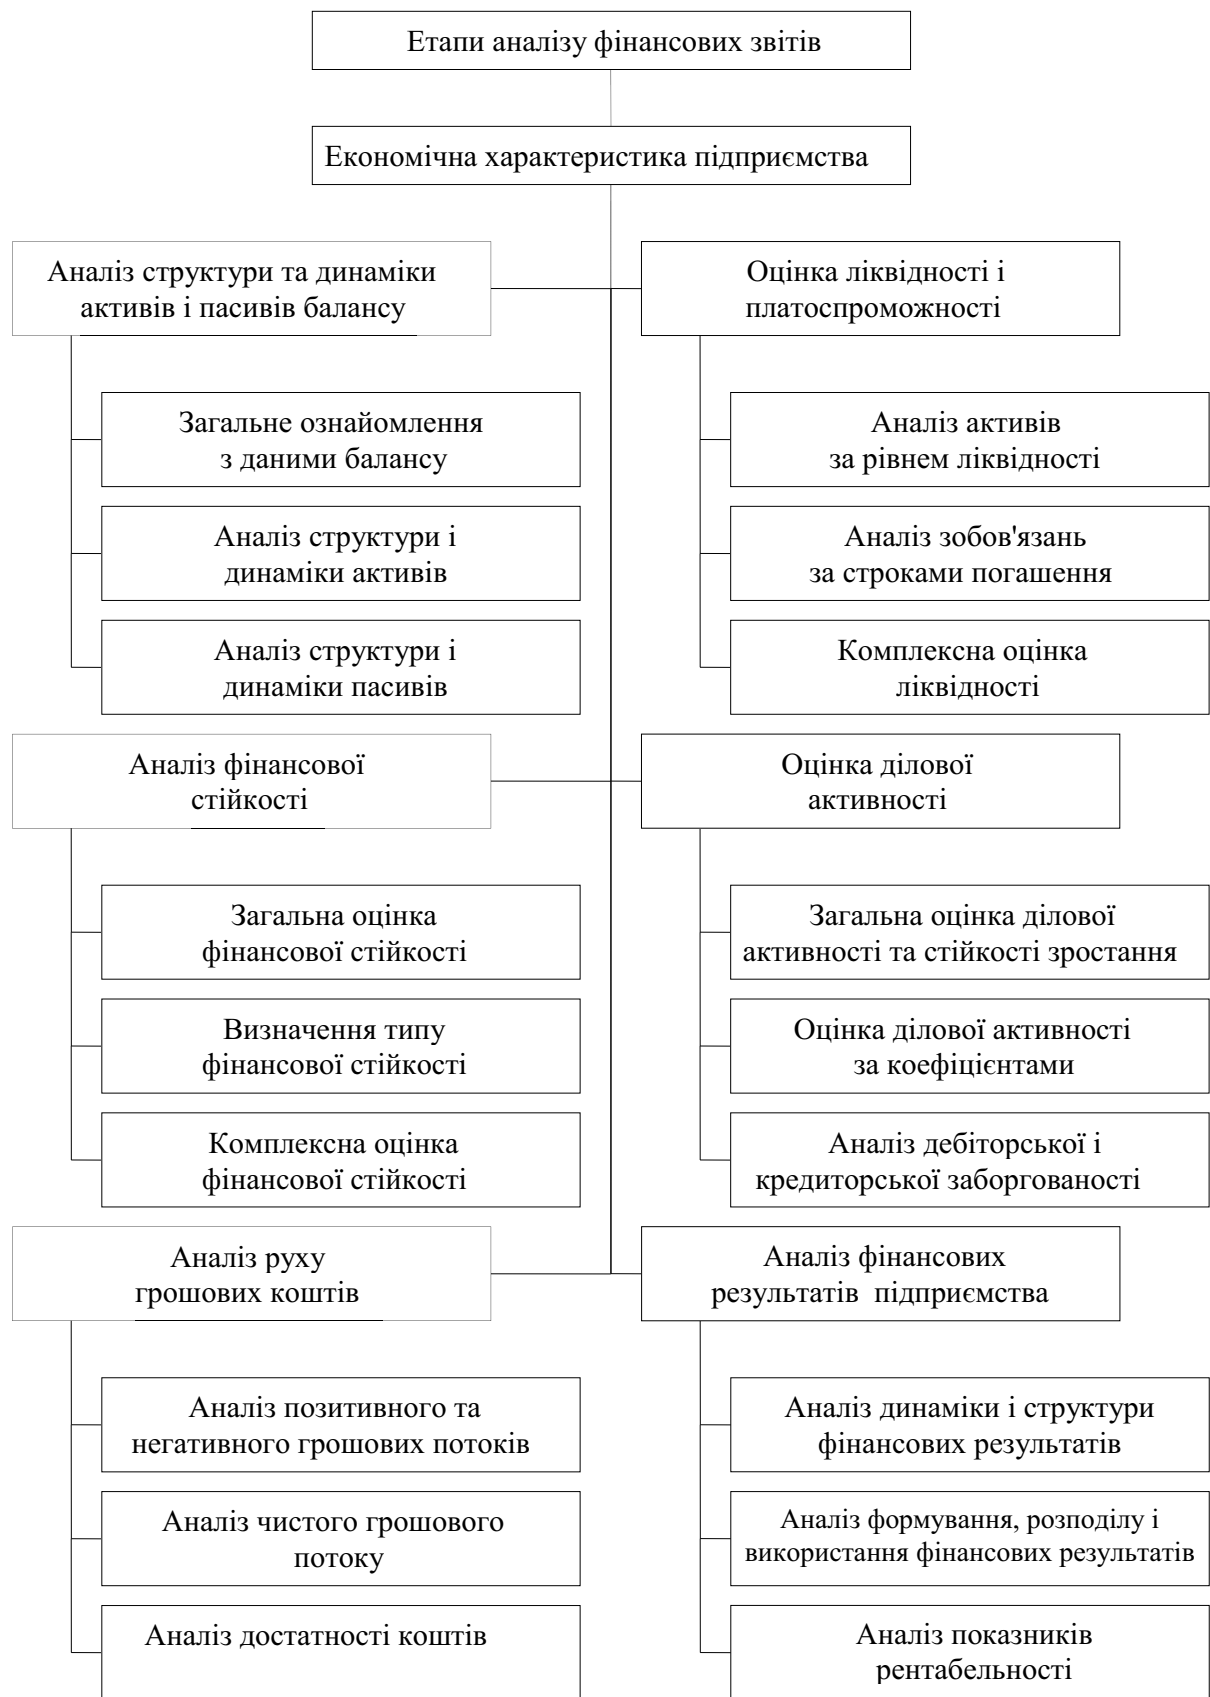 Етапи аналізу фінансових звітів
Економічна характеристика підприємства
Аналіз структури та динаміки
активів і пасивів балансу
Загальне ознайомлення
з даними балансу
Аналіз структури і
динаміки активів
Аналіз структури і
динаміки пасивів
Оцінка ліквідності і
платоспроможності
Аналіз активів
за рівнем ліквідності
Аналіз зобов'язань
за строками погашення
Комплексна оцінка
ліквідності
Аналіз фінансової
стійкості
Загальна оцінка
фінансової стійкості
Визначення типу
фінансової стійкості
Комплексна оцінка
фінансової стійкості
Оцінка ділової
активності
Загальна оцінка ділової
активності та стійкості зростання
Оцінка ділової активності
за коефіцієнтами
Аналіз дебіторської і
кредиторської заборгованості
Аналіз руху
грошових коштів
Аналіз позитивного та
негативного грошових потоків
Аналіз чистого грошового
потоку
Аналіз достатності коштів
Аналіз фінансових
результатів підприємства
Аналіз динаміки і структури
фінансових результатів
Аналіз формування, розподілу і
використання фінансових результатів
Аналіз показників
рентабельності